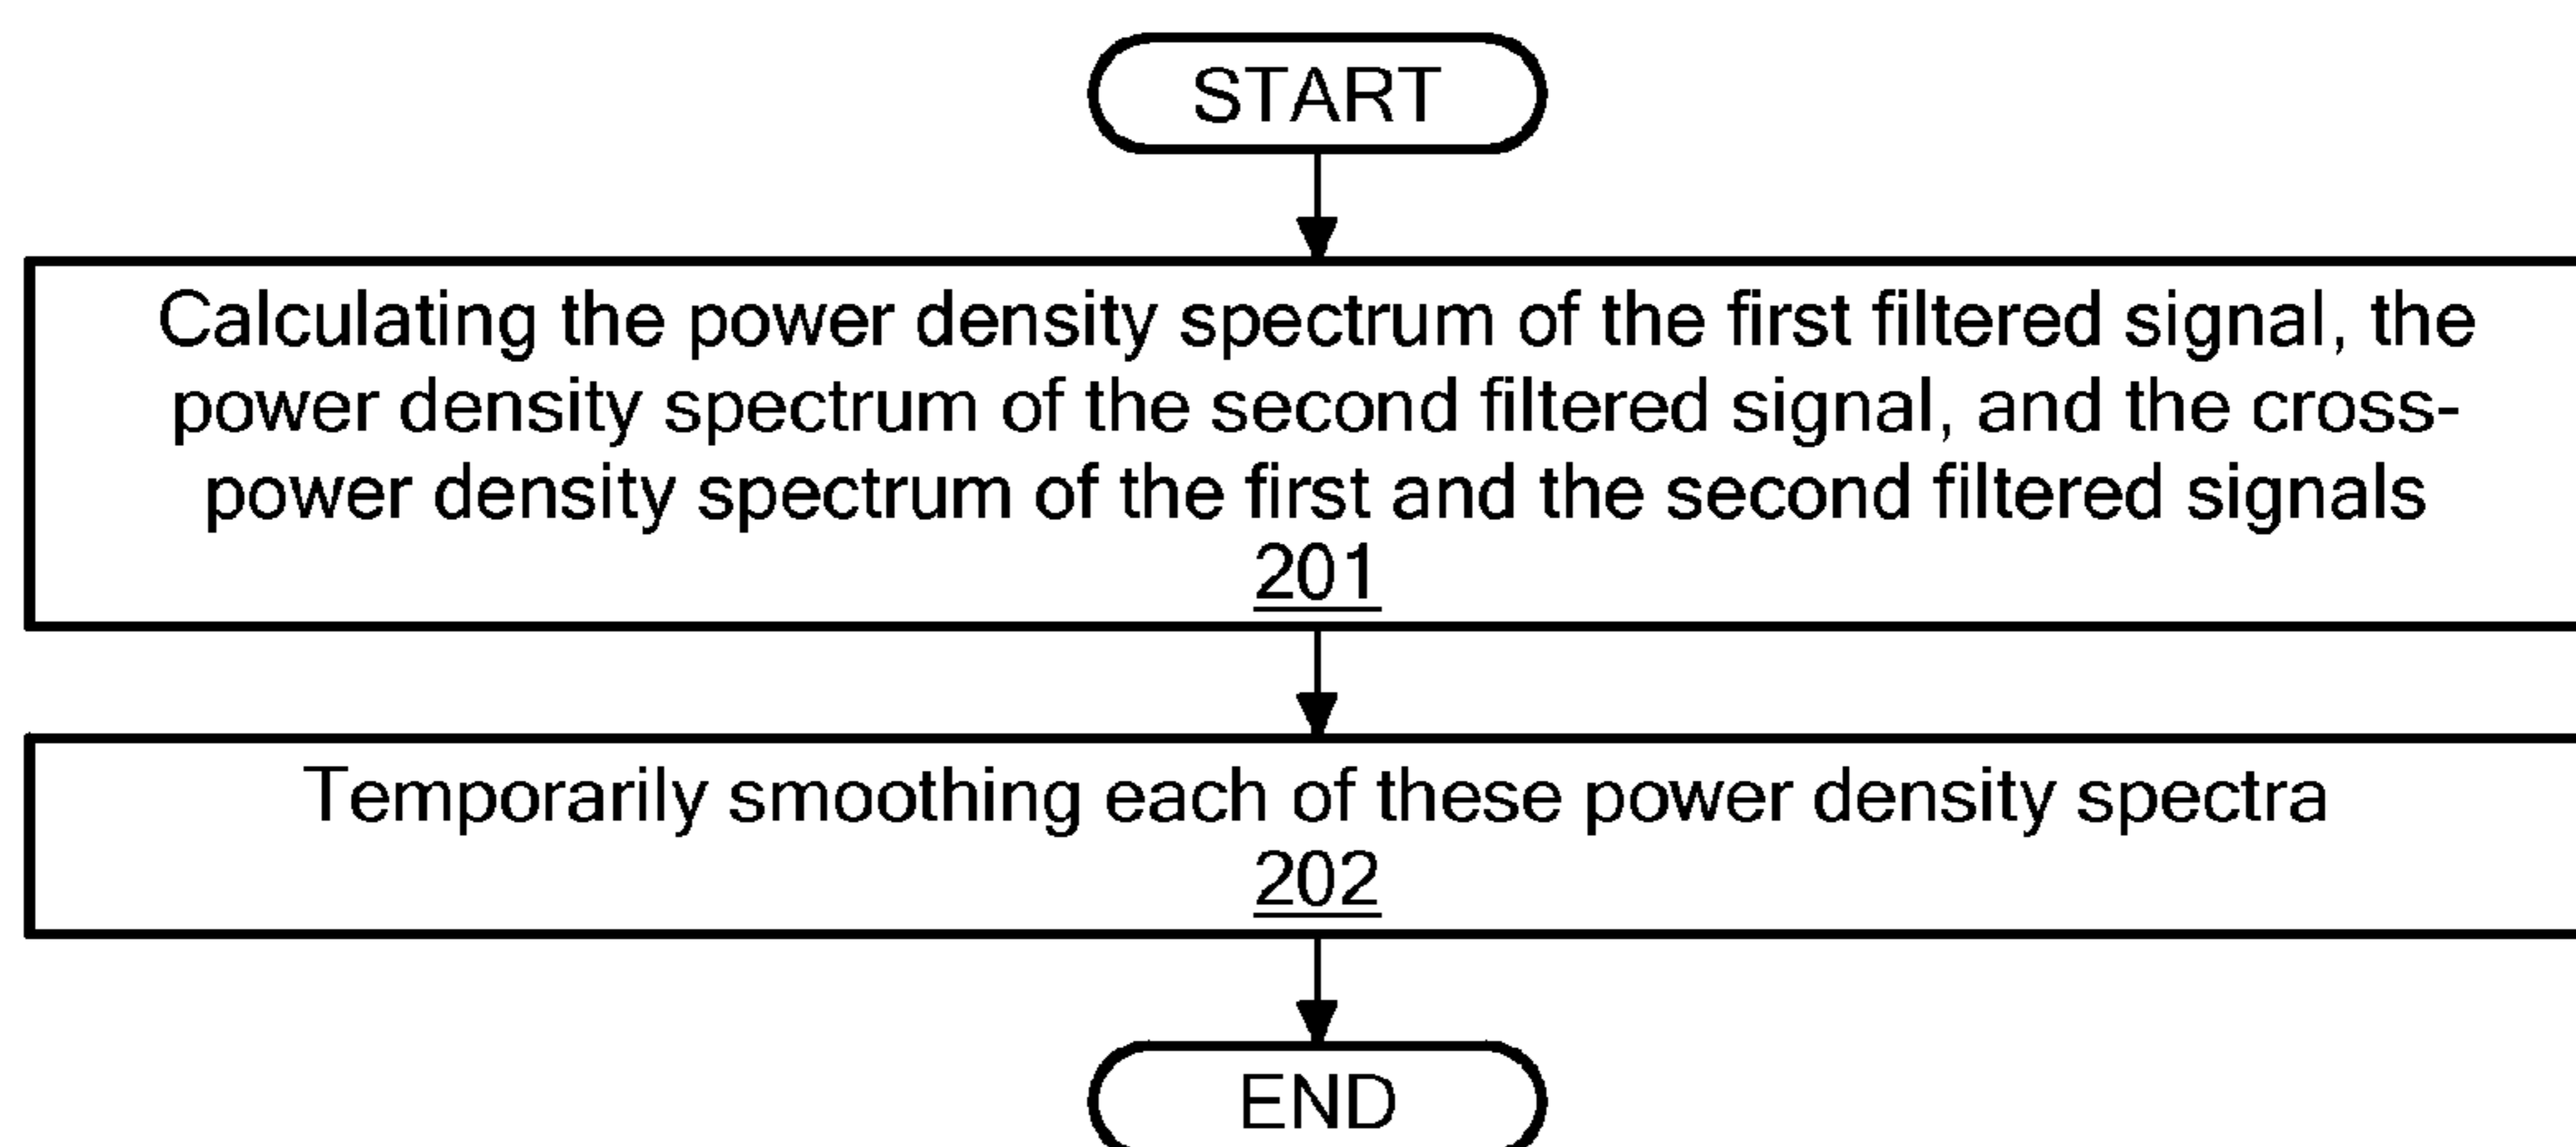 START
Calculating the power density spectrum of the first filtered signal, the
power density spectrum of the second filtered signal, and the cross-
power density spectrum of the first and the second filtered signals
201
Temporarily smoothing each of these power density spectra
202
END